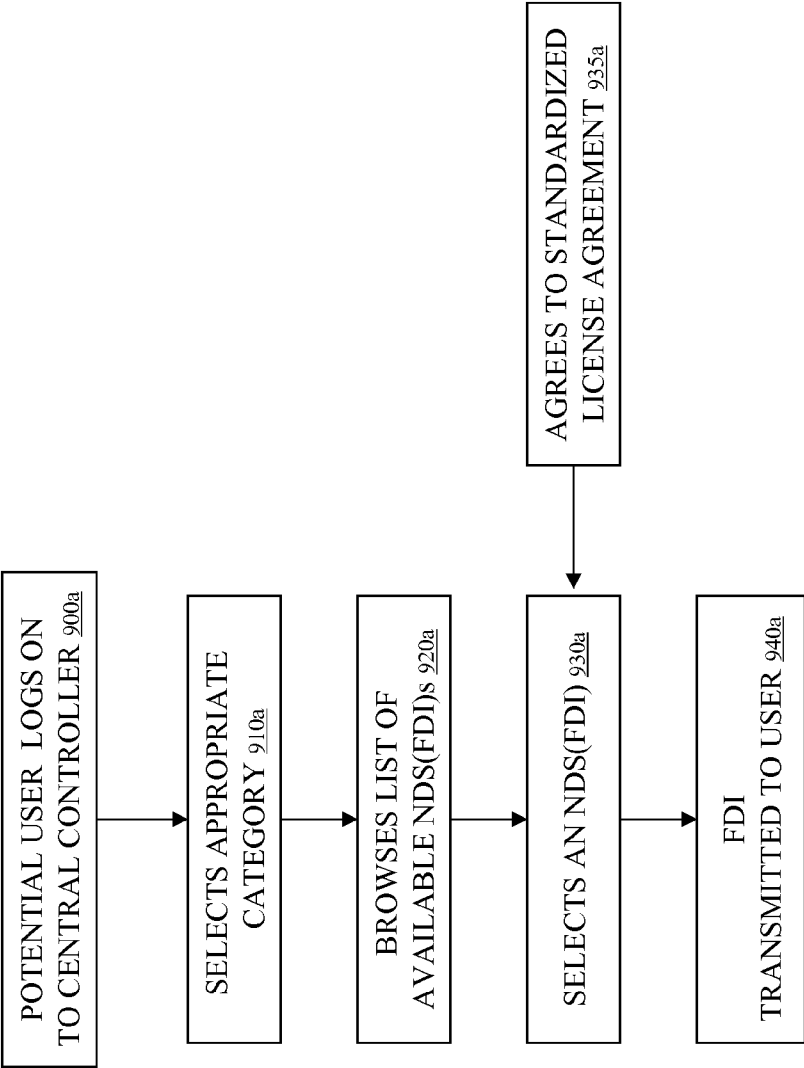 POTENTIAL USER LOGS ON
TO CENTRAL CONTROLLER 900a
SELECTS APPROPRIATE
CATEGORY 910a
BROWSES LIST OF
AVAILABLE NDS(FDI)s 920a
SELECTS AN NDS(FDI) 930a
AGREES TO STANDARDIZED
LICENSE AGREEMENT 935a
FDI
TRANSMITTED TO USER 940a